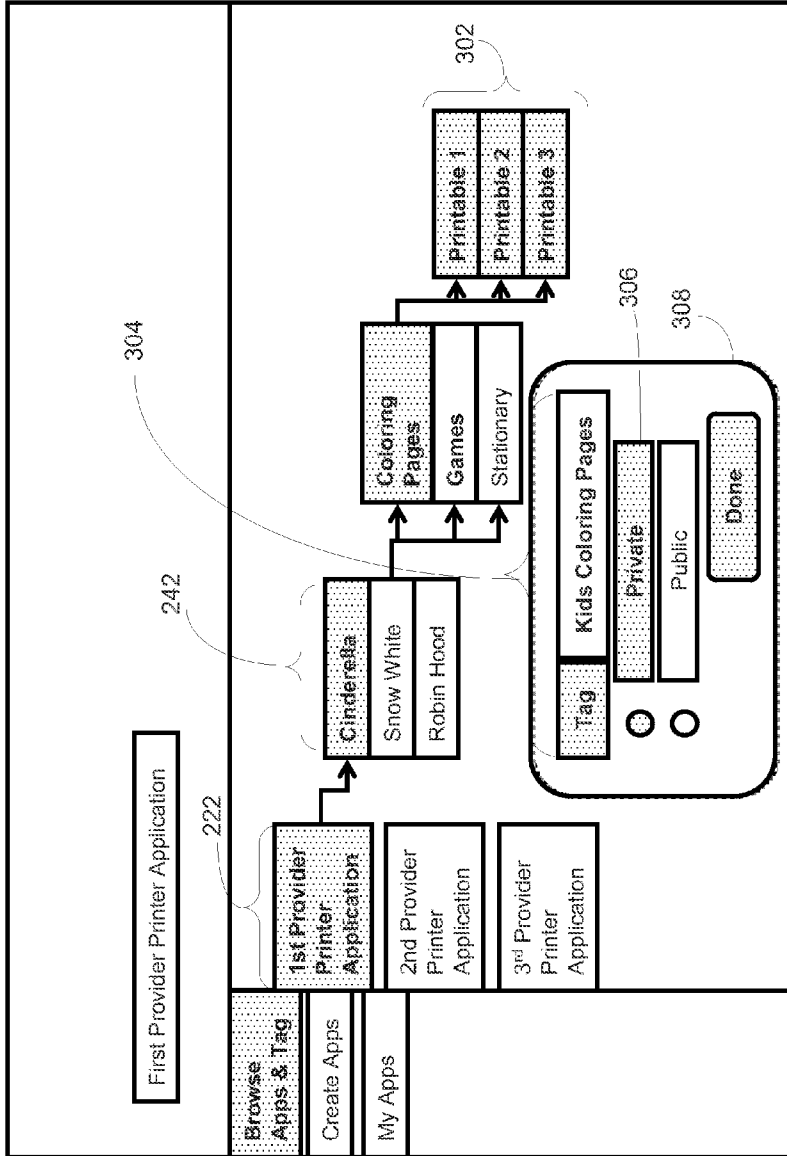 First Provider Printer Application
Browse
Apps & Tag
Create Apps
My Apps
222
1st Provider
Printer
Application
2nd Provider
Printer
Application
3rd Provider
Printer
Application
242
Cinderella
Snow White
Robin Hood
304
Coloring
Pages
Games
Stationary
302
Printable 1
Printable 2
Printable 3
Tag
Kids Coloring Pages
Private
Public
Done
306
308